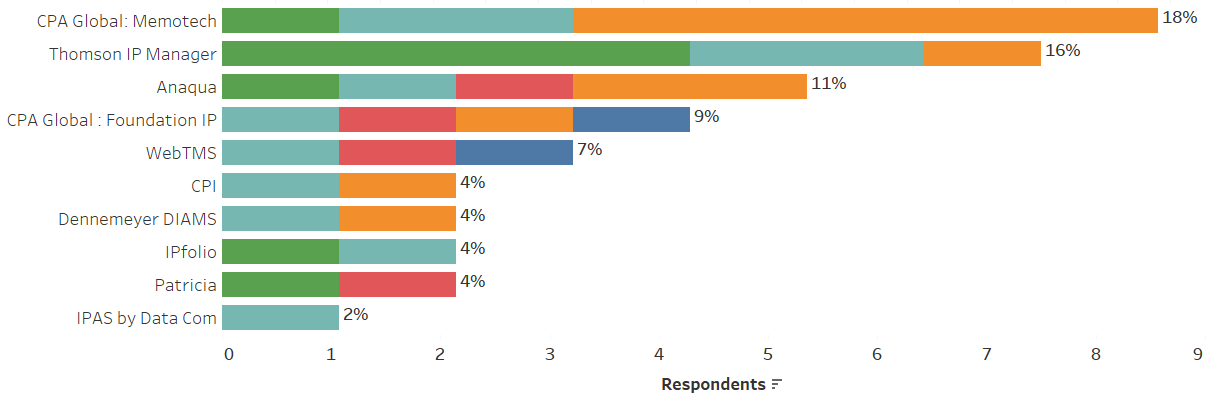 CPA Global: Memotech 18%
Thomson IP Manager 16%
Anaqua 11%
CPA Global : Foundation IP 9%
WebTMS 7%
CPI 4%
Dennemeyer DIAMS 4%
IPfolio 4%
Patricia 4%
IPAS by Data Com 2%
0 1 2 3 4 5 6 7 8 9
Respondents